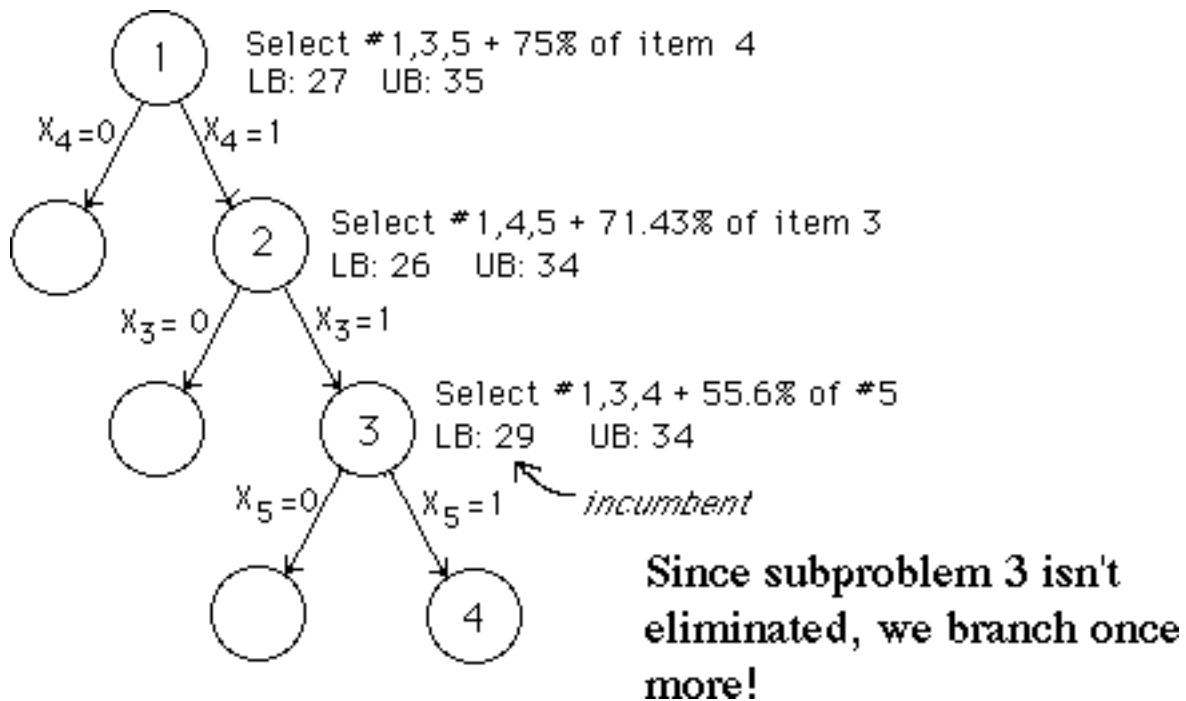 1
Select #1,3,5 + 75% of item 4
LB: 27 UB: 35
X4=0
X4=1
2
Select #1,4,5 + 71.43% of item 3
LB: 26 UB: 34
X3= 0
X3=1
3
Select #1,3,4 + 55.6% of #5
LB: 29 UB: 34
incumbent
X5=0
X5=1
4
Since subproblem 3 isn't
eliminated, we branch once
more!